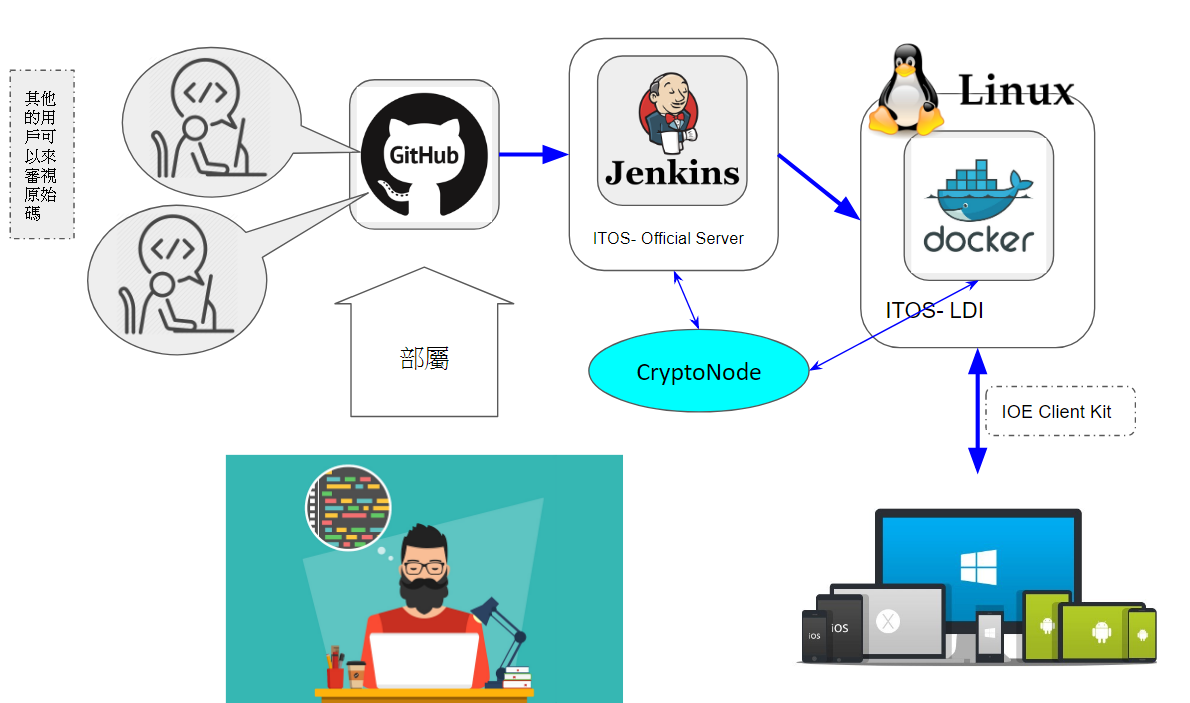 其他
的用
戶可
以來
審視
原始
碼
</>
</>
GitHub
部屬
Jenkins
ITOS- Official Server
CryptoNode
Linux
docker
ITOS- LDI
IOE Client Kit
iOS
iOS
X